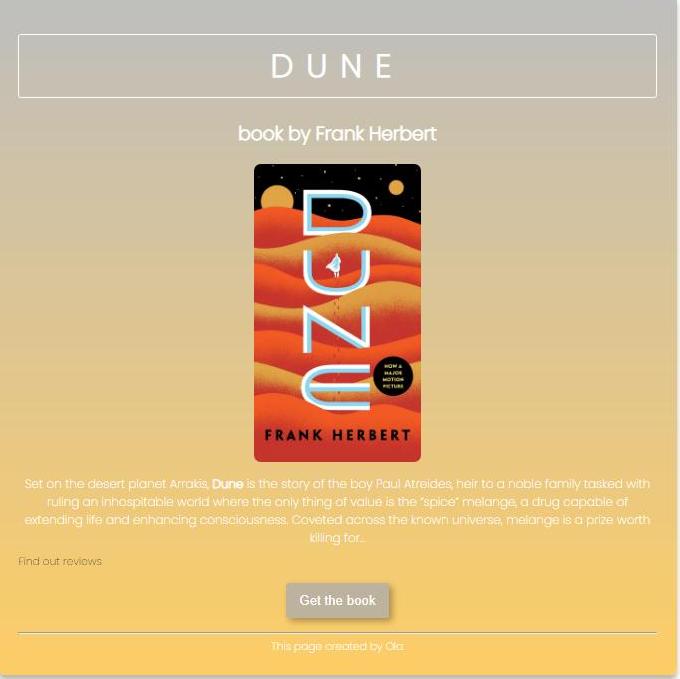 DUNE
book by Frank Herbert
D
U
N
E
NOW A
MAJOR
MOTION
PICTURE
FRANK HERBERT
Set on the desert planet Arrakis, Dune is the story of the boy Paul Atreides, heir to a noble family tasked with
ruling an inhospitable world where the only thing of value is the “spice” melange, a drug capable of
extending life and enhancing consciousness. Coveted across the known universe, melange is a prize worth
killing for...
Find out reviews
Get the book
This page created by Ola